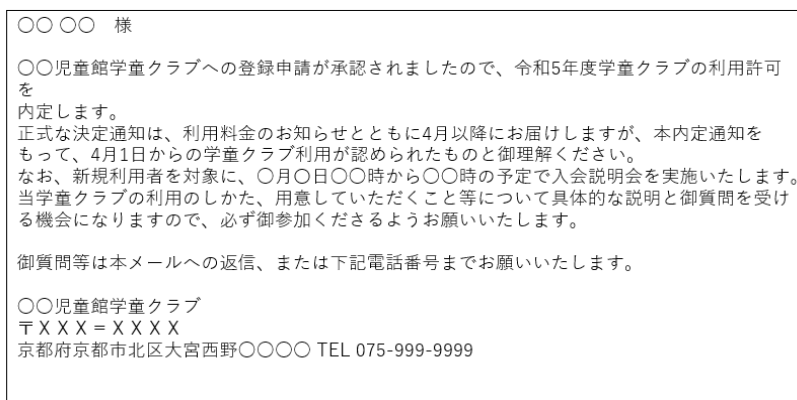 〇〇 〇〇　様
〇〇児童館学童クラブへの登録申請が承認されましたので、令和5年度学童クラブの利用許可
を
内定します。
正式な決定通知は、利用料金のお知らせとともに4月以降にお届けしますが、本内定通知を
もって、4月1日からの学童クラブ利用が認められたものと御理解ください。
なお、新規利用者を対象に、〇月〇日〇〇時から〇〇時の予定で入会説明会を実施いたします。
当学童クラブの利用のしかた、用意していただくこと等について具体的な説明と御質問を受け
る機会になりますので、必ず御参加くださるようお願いいたします。
御質問等は本メールへの返信、または下記電話番号までお願いいたします。
〇〇児童館学童クラブ
〒ＸＸＸ＝ＸＸＸＸ
京都府京都市北区大宮西野〇〇〇〇 TEL 075-999-9999